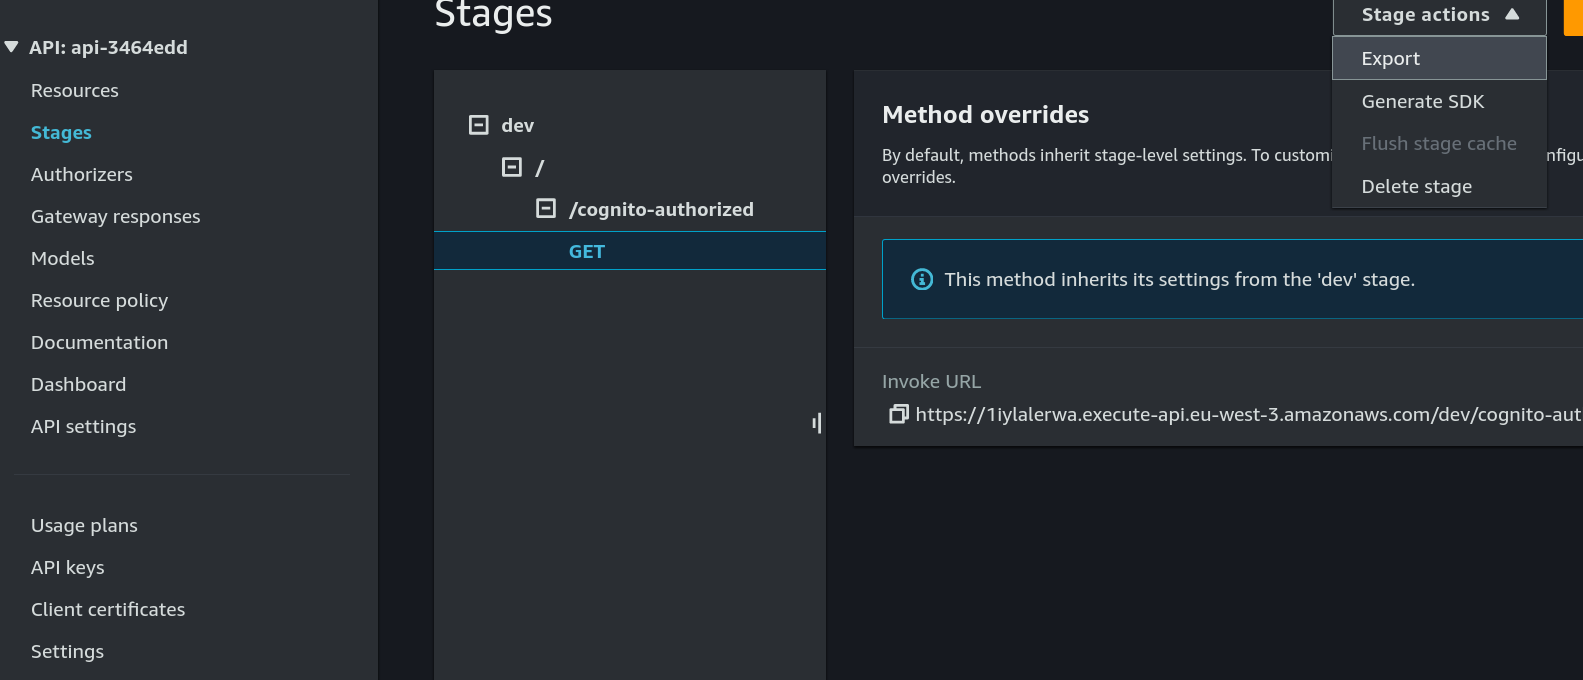 API: api-3464edd
Resources
Stages
Authorizers
Gateway responses
Models
Resource policy
Documentation
Dashboard
API settings
Usage plans
API keys
Client certificates
Settings
Stages
dev
/
/cognito-authorized
GET
Stage actions
Export
Generate SDK
Flush stage cache
Delete stage
Method overrides
By default, methods inherit stage-level settings. To customi
nfigu
overrides.
This method inherits its settings from the 'dev' stage.
Invoke URL
https://1iylalerwa.execute-api.eu-west-3.amazonaws.com/dev/cognito-aut